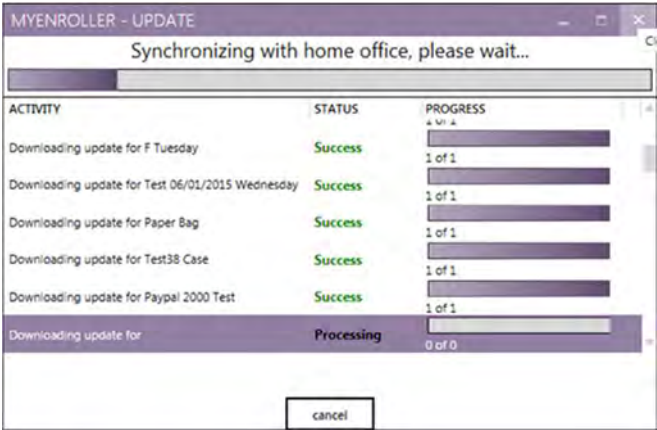 MYENROLLER - UPDATE
Synchronizing with home office, please wait...
ACTIVITY STATUS PROGRESS
1 of 1
Downloading update for F Tuesday Success
1 of 1
Downloading update for Test 06/01/2015 Wednesday Success
1 of 1
Downloading update for Paper Bag Success
1 of 1
Downloading update for Test38 Case Success
1 of 1
Downloading update for Paypal 2000 Test Success
1 of 1
Downloading update for Processing
0 of 0
cancel